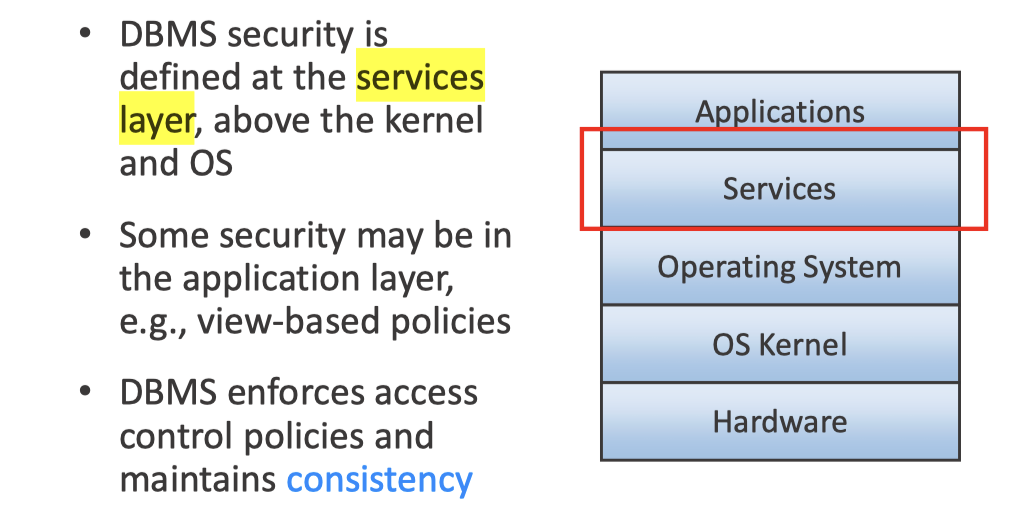 • DBMS security is
defined at the services
layer, above the kernel
and OS
• Some security may be in
the application layer,
e.g., view-based policies
• DBMS enforces access
control policies and
maintains consistency
Applications
Services
Operating System
OS Kernel
Hardware